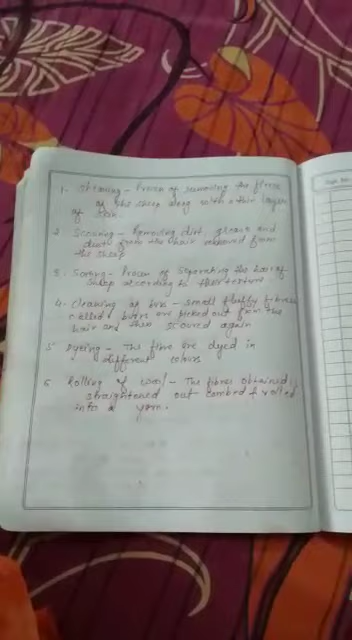 1. Shearing - Process of removing the fleece
of the sheep along with a thin layer
of skin.
2 Scouring - Removing dirt, grease and
dust from the hair removed from
the sheep
3. Sorting - Process of separating the hair of
sheep according to their texture
4. Cleaning of burs - small fluffy fibres
called burs are picked out from the
hair and then scoured again
5 Dyeing - The fibre are dyed in
different colours
6 Rolling of wool - The fibres obtained,
straightened out combed & rolled
into a yarn.